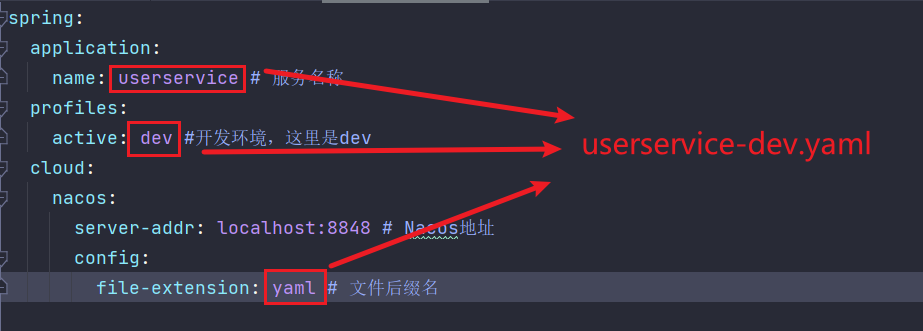 spring:
application:
name: userservice # 服务名称
profiles:
active: dev #开发环境，这里是dev
userservice-dev.yaml
cloud:
nacos:
server-addr: localhost:8848 # Nacos地址
config:
file-extension: yaml # 文件后缀名